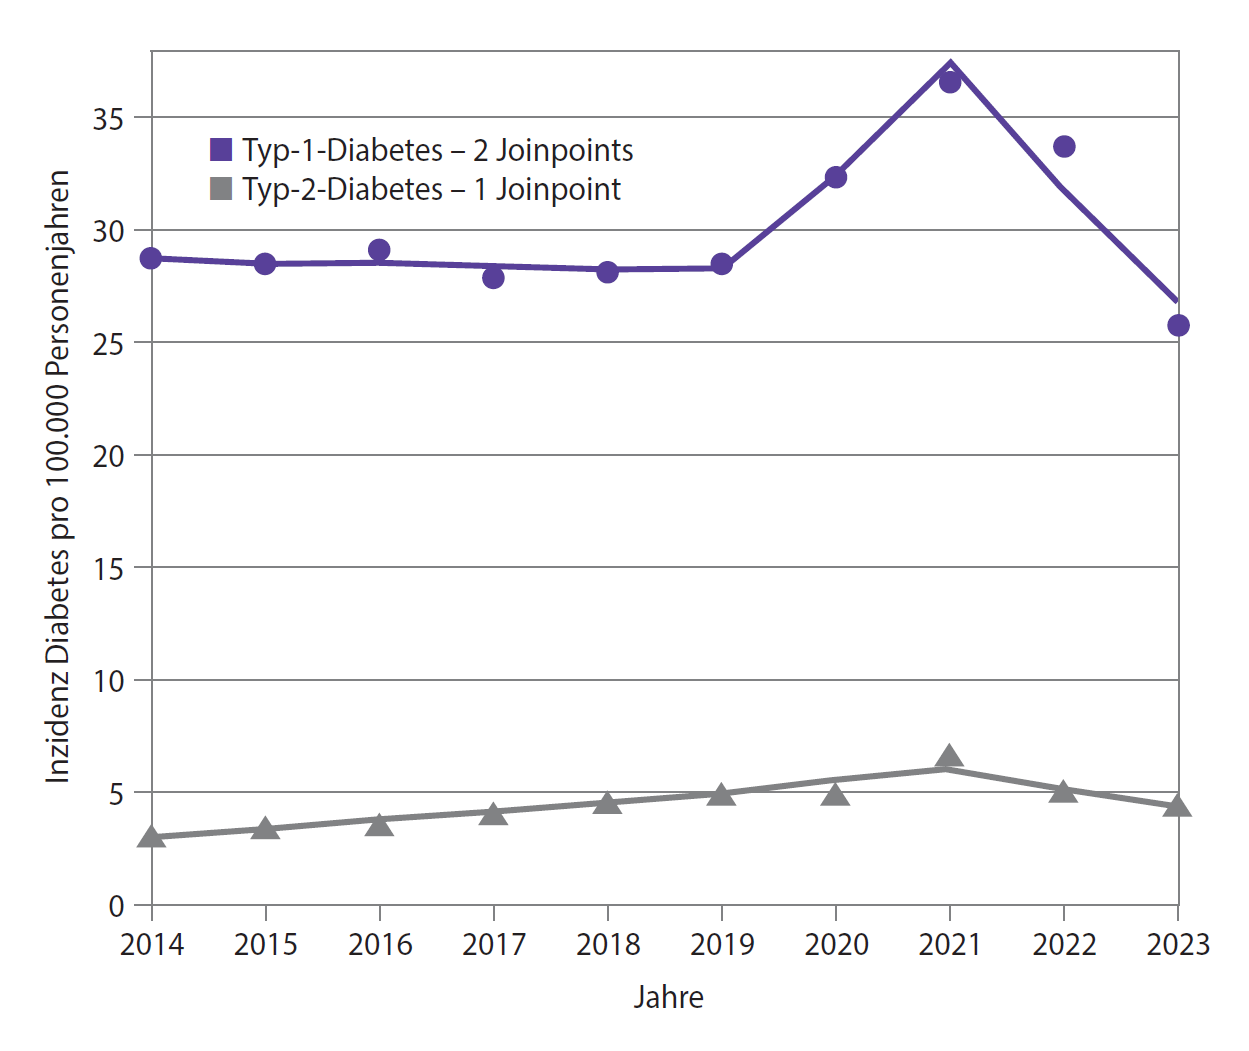 35
30
25
20
15
10
5
0
Inzidenz Diabetes pro 100.000 Personenjahren
Typ-1-Diabetes – 2 Joinpoints
Typ-2-Diabetes – 1 Joinpoint
2014 2015 2016 2017 2018 2019 2020 2021 2022 2023
Jahre